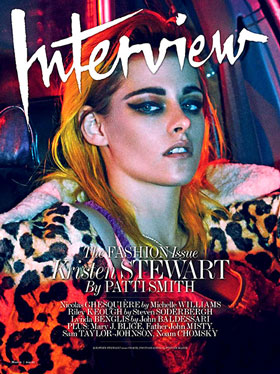 Interview
The FASHION Issue
Kristen STEWART
By PATTI SMITH
Nicolas GHESQUIÈRE by Michelle WILLIAMS
Riley KEOUGH by Steven SODERBERGH
Lynda BENGLIS by John BALDESSARI
PLUS: Mary J. BLIGE, Father John MISTY,
Sam TAYLOR-JOHNSON, Noam CHOMSKY